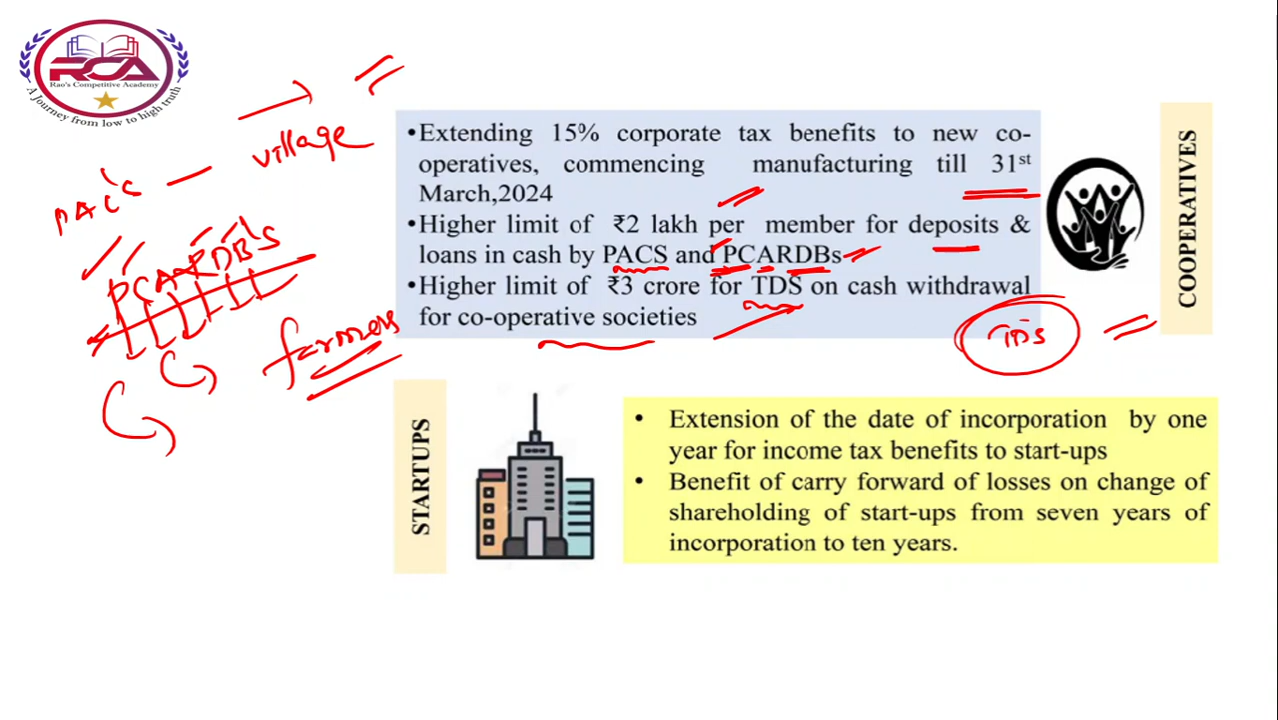 RCA
Rao's Competitive Academy
A Journey from low to high truth
PAC's — village
PCARDB's
farmers
•Extending 15% corporate tax benefits to new co-
operatives, commencing manufacturing till 31st
March,2024
•Higher limit of ₹2 lakh per member for deposits &
loans in cash by PACS and PCARDBs
•Higher limit of ₹3 crore for TDS on cash withdrawal
for co-operative societies
TDS
COOPERATIVES
STARTUPS
• Extension of the date of incorporation by one
year for income tax benefits to start-ups
• Benefit of carry forward of losses on change of
shareholding of start-ups from seven years of
incorporation to ten years.